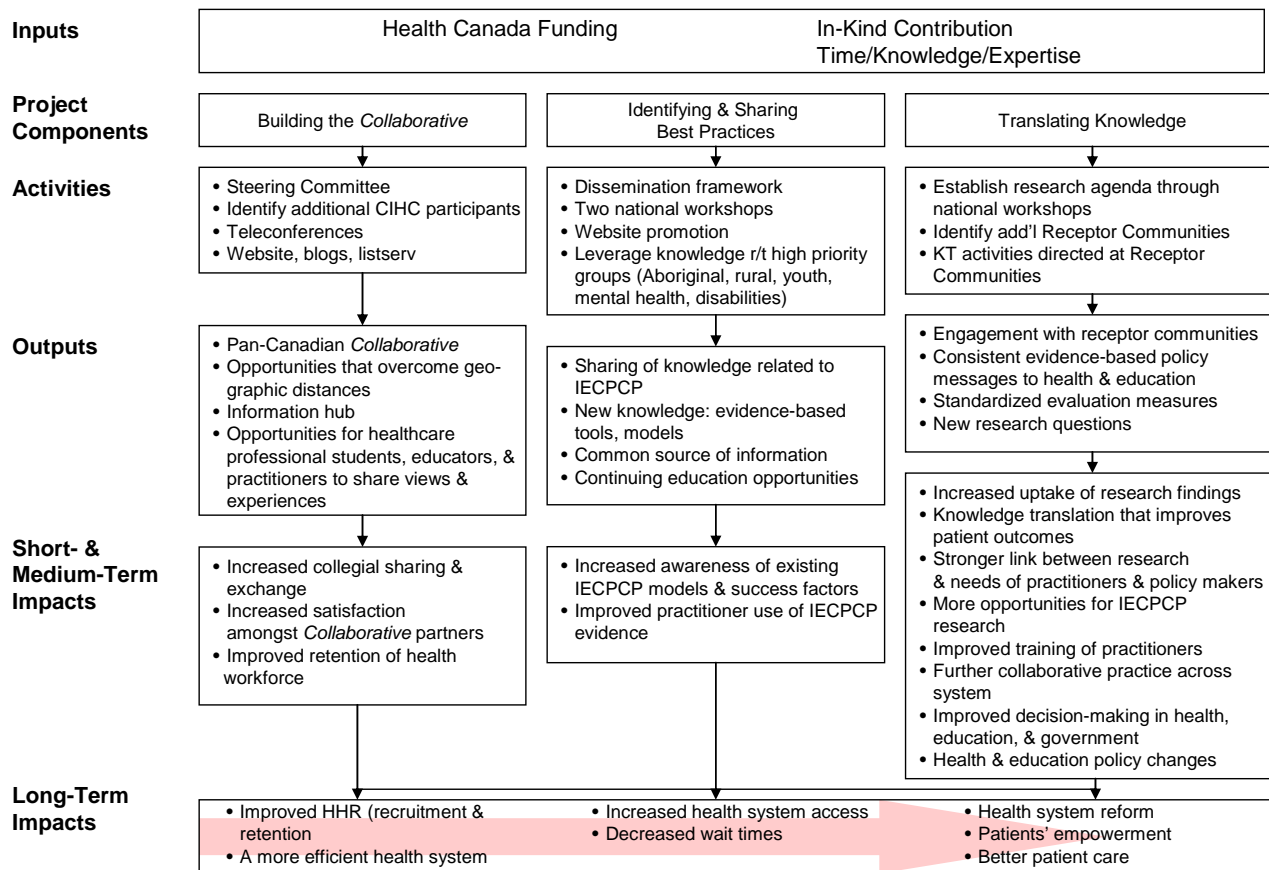 Inputs
Health Canada Funding
In-Kind Contribution
Time/Knowledge/Expertise
Project
Components
Building the Collaborative
Identifying & Sharing
Best Practices
Translating Knowledge
Activities
• Steering Committee
• Identify additional CIHC participants
• Teleconferences
• Website, blogs, listserv
• Dissemination framework
• Two national workshops
• Website promotion
• Leverage knowledge r/t high priority
groups (Aboriginal, rural, youth,
mental health, disabilities)
• Establish research agenda through
national workshops
• Identify add'l Receptor Communities
• KT activities directed at Receptor
Communities
Outputs
• Pan-Canadian Collaborative
• Opportunities that overcome geo-
graphic distances
• Information hub
• Opportunities for healthcare
professional students, educators, &
practitioners to share views &
experiences
• Sharing of knowledge related to
IECPCP
• New knowledge: evidence-based
tools, models
• Common source of information
• Continuing education opportunities
• Engagement with receptor communities
• Consistent evidence-based policy
messages to health & education
• Standardized evaluation measures
• New research questions
Short- &
Medium-Term
Impacts
• Increased collegial sharing &
exchange
• Increased satisfaction
amongst Collaborative partners
• Improved retention of health
workforce
• Increased awareness of existing
IECPCP models & success factors
• Improved practitioner use of IECPCP
evidence
• Increased uptake of research findings
• Knowledge translation that improves
patient outcomes
• Stronger link between research
& needs of practitioners & policy makers
• More opportunities for IECPCP
research
• Improved training of practitioners
• Further collaborative practice across
system
• Improved decision-making in health,
education, & government
• Health & education policy changes
Long-Term
Impacts
• Improved HHR (recruitment &
retention
• A more efficient health system
• Increased health system access
• Decreased wait times
• Health system reform
• Patients' empowerment
• Better patient care